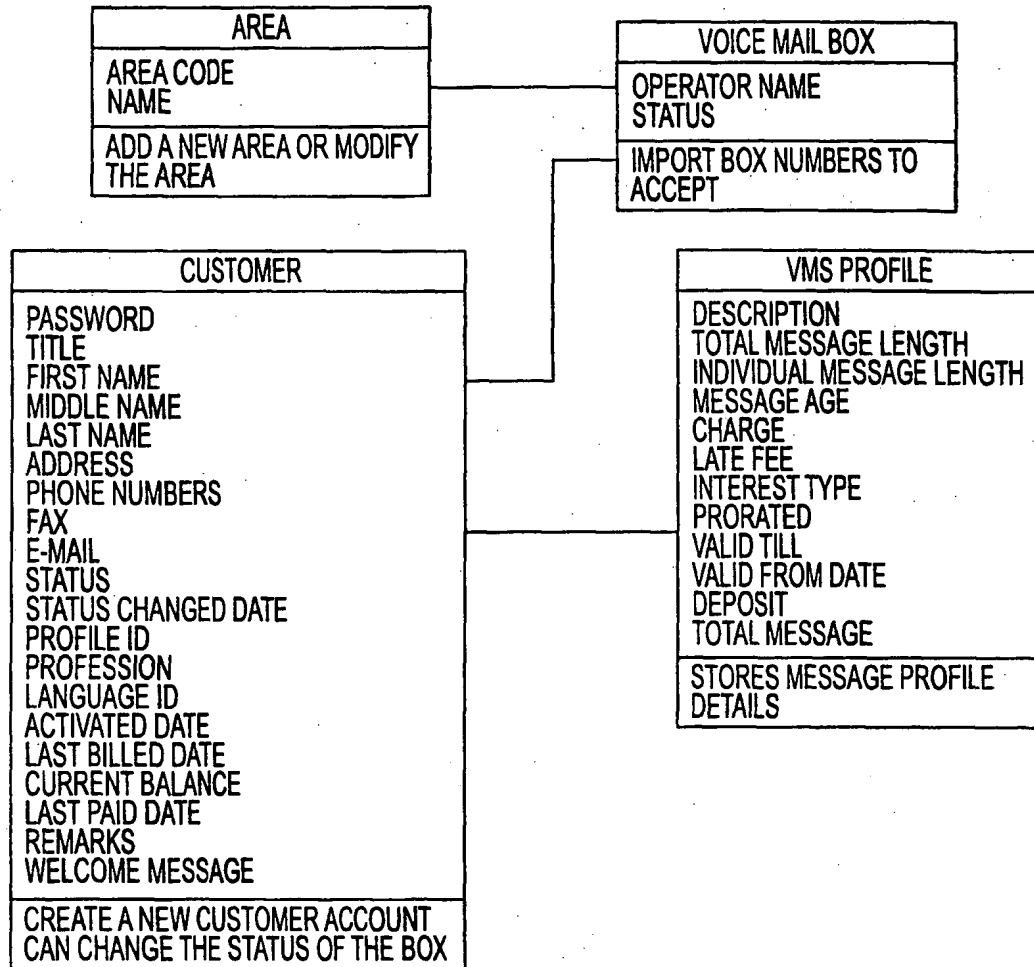 AREA
AREA CODE
NAME
ADD A NEW AREA OR MODIFY
THE AREA
VOICE MAIL BOX
OPERATOR NAME
STATUS
IMPORT BOX NUMBERS TO
ACCEPT
CUSTOMER
PASSWORD
TITLE
FIRST NAME
MIDDLE NAME
LAST NAME
ADDRESS
PHONE NUMBERS
FAX
E-MAIL
STATUS
STATUS CHANGED DATE
PROFILE ID
PROFESSION
LANGUAGE ID
ACTIVATED DATE
LAST BILLED DATE
CURRENT BALANCE
LAST PAID DATE
REMARKS
WELCOME MESSAGE
CREATE A NEW CUSTOMER ACCOUNT
CAN CHANGE THE STATUS OF THE BOX
VMS PROFILE
DESCRIPTION
TOTAL MESSAGE LENGTH
INDIVIDUAL MESSAGE LENGTH
MESSAGE AGE
CHARGE
LATE FEE
INTEREST TYPE
PRORATED
VALID TILL
VALID FROM DATE
DEPOSIT
TOTAL MESSAGE
STORES MESSAGE PROFILE
DETAILS